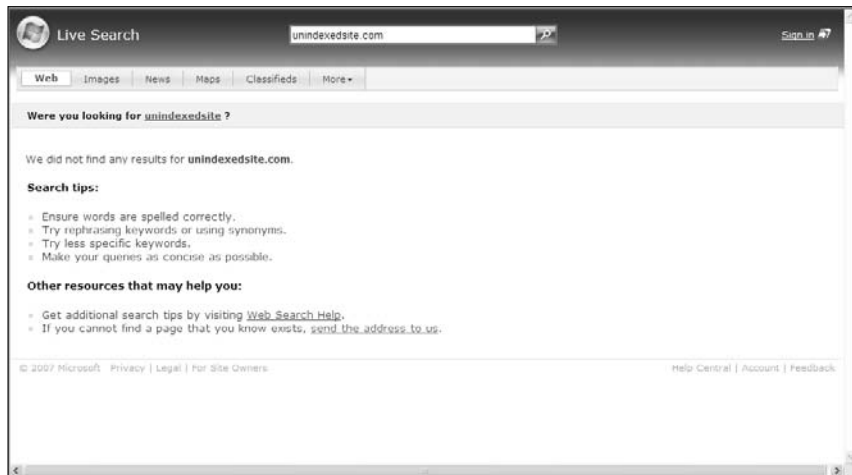 Live Search
unindexedsite.com
Sign in
Web Images News Maps Classifieds More
Were you looking for unindexedsite ?
We did not find any results for unindexedsite.com.
Search tips:
Ensure words are spelled correctly.
Try rephrasing keywords or using synonyms.
Try less specific keywords.
Make your queries as concise as possible.
Other resources that may help you:
Get additional search tips by visiting Web Search Help.
If you cannot find a page that you know exists, send the address to us.
© 2007 Microsoft Privacy | Legal | For Site Owners
Help Central | Account | Feedback